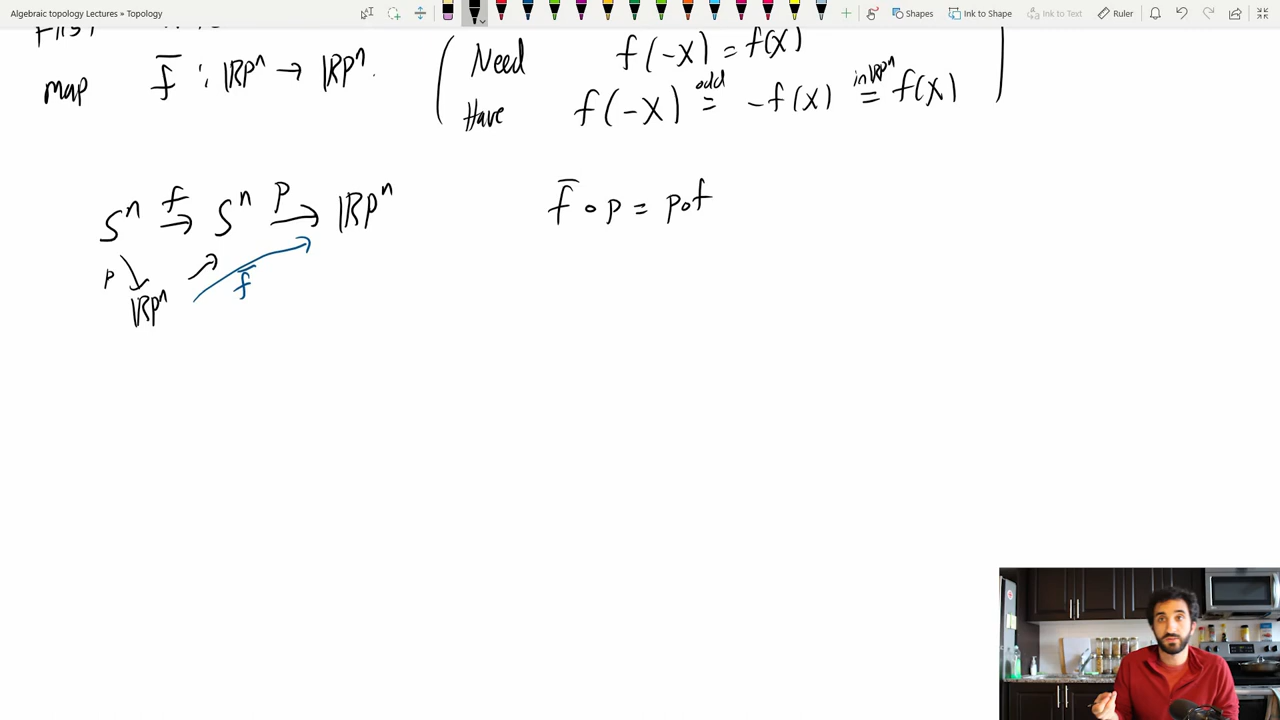 Algebraic topology Lectures » Topology
Shapes Ink to Shape Ink to Text Ruler
First
map f̄ : ℝPⁿ → ℝPⁿ.
( Need f(-x) = f(x)
Have f(-x) odd = -f(x) in ℝPⁿ = f(x) )
Sⁿ f → Sⁿ p → ℝPⁿ
f̄ ∘ p = p∘f
p ↘ ↗ f̄
ℝPⁿ